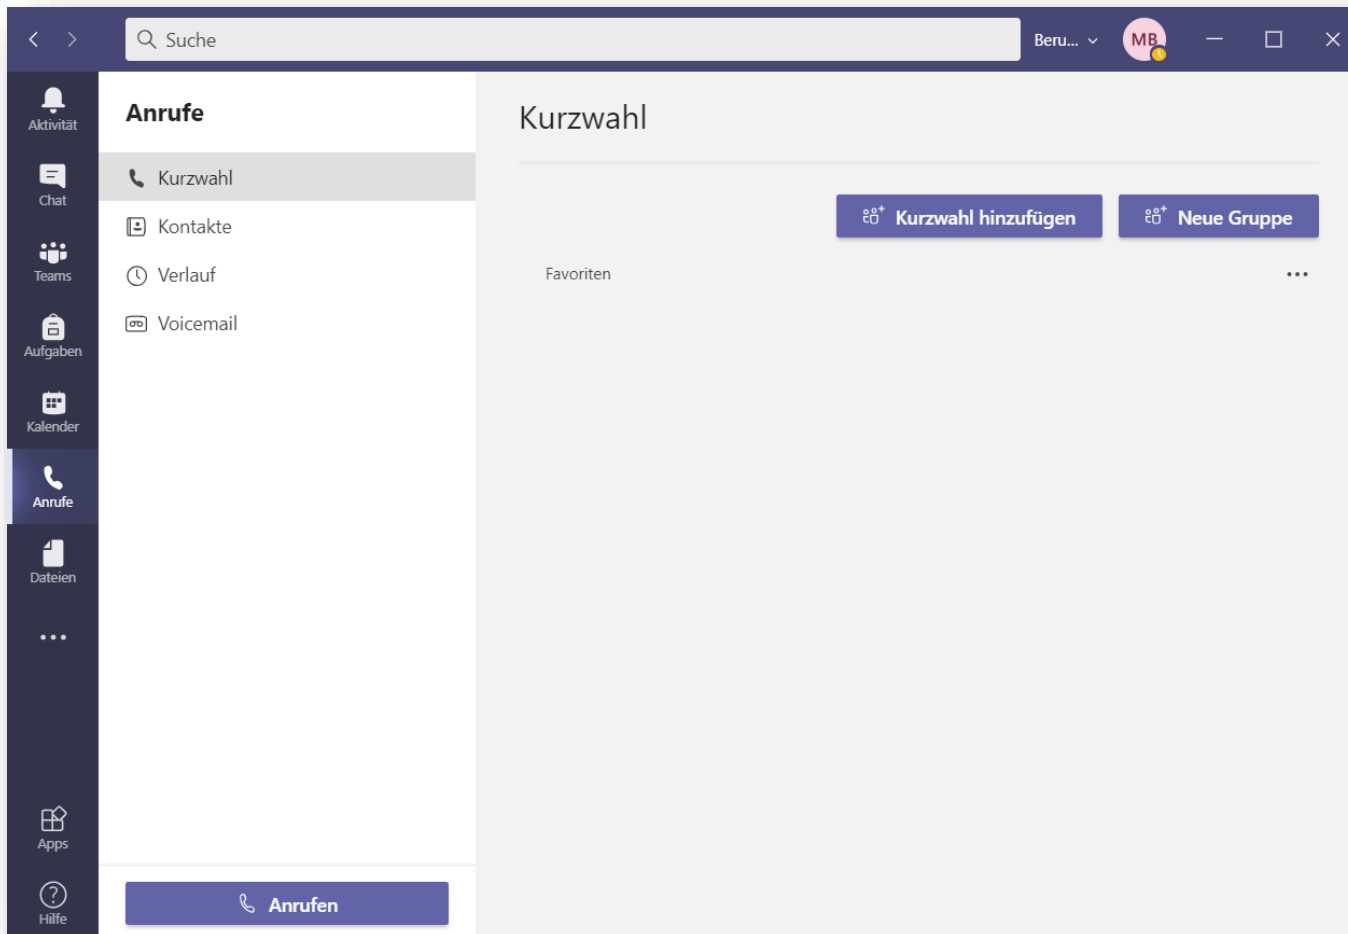 Suche
Beru...
MB
Aktivität
Chat
Teams
Aufgaben
Kalender
Anrufe
Dateien
Apps
Hilfe
Anrufe
Kurzwahl
Kontakte
Verlauf
Voicemail
Anrufen
Kurzwahl
Kurzwahl hinzufügen
Neue Gruppe
Favoriten